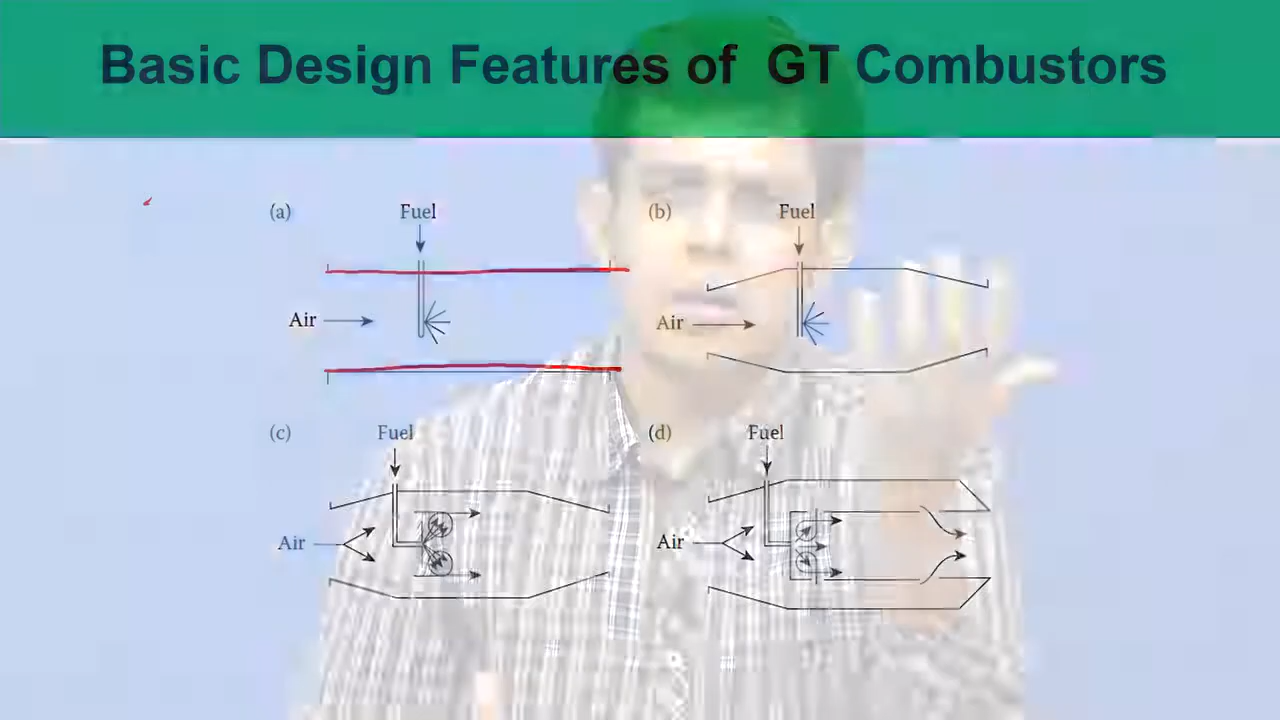 Basic Design Features of GT Combustors
(a) Fuel
Air
(b) Fuel
Air
(c) Fuel
Air
(d) Fuel
Air